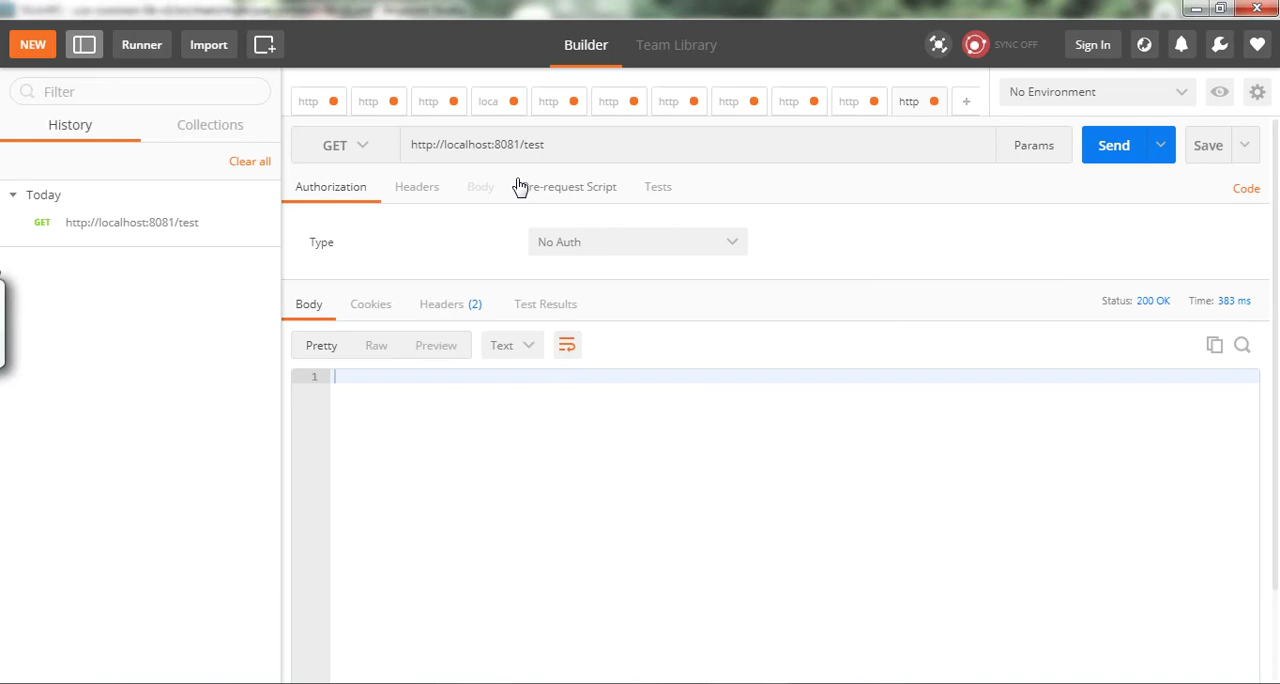 NEW
Runner
Import
Builder
Team Library
SYNC OFF
Sign In
Filter
History
Collections
Clear all
Today
GET http://localhost:8081/test
http http http loca http http http http http http http +
No Environment
GET http://localhost:8081/test Params Send Save
Authorization Headers Body Pre-request Script Tests Code
Type No Auth
Body Cookies Headers (2) Test Results Status: 200 OK Time: 383 ms
Pretty Raw Preview Text
1